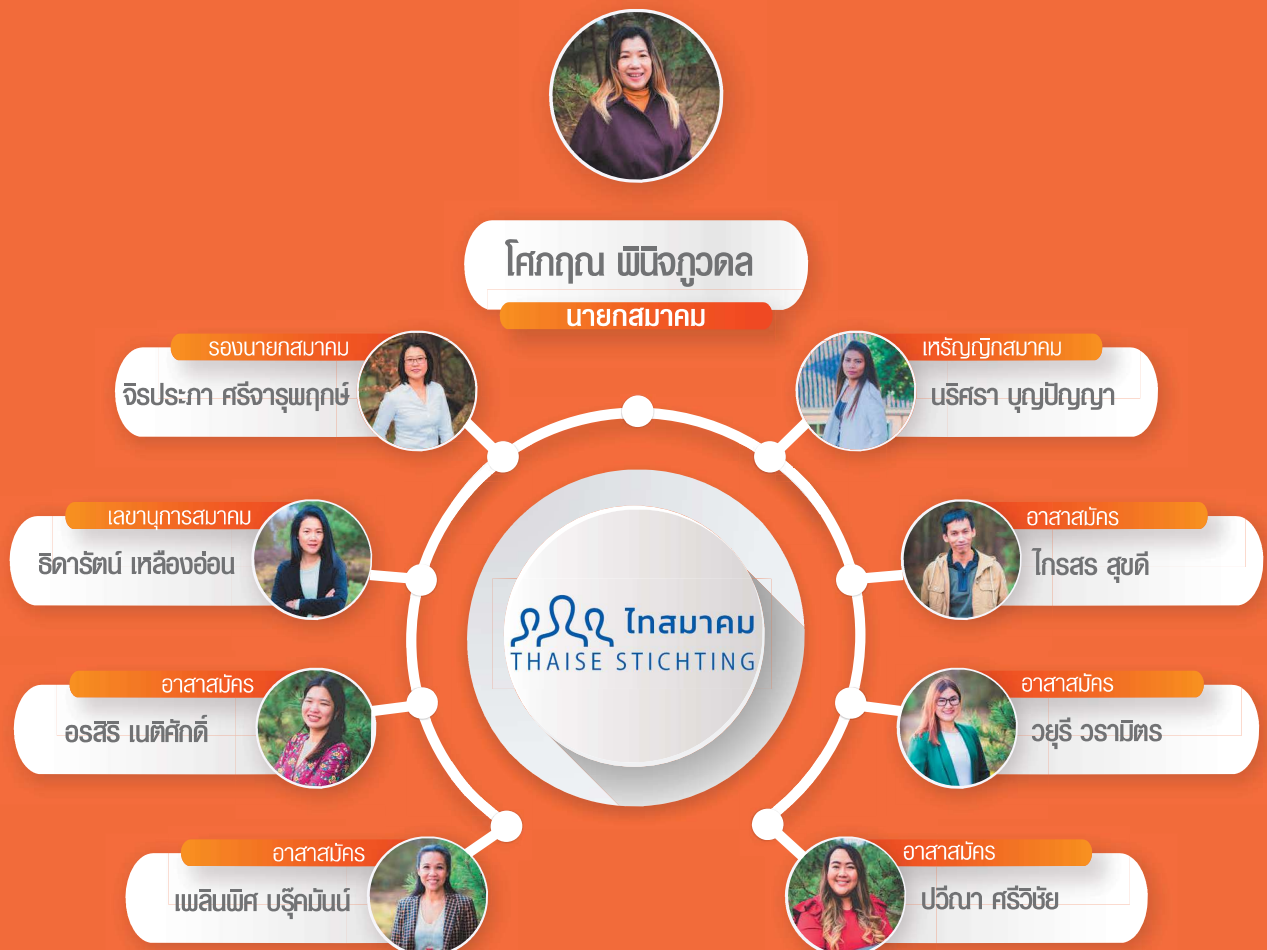 โศภฤณ พินิจภูวดล
นายกสมาคม
รองนายกสมาคม
จิรประภา ศรีจารุพฤกษ์
เหรัญญิกสมาคม
นริศรา บุญปัญญา
เลขานุการสมาคม
ธิดารัตน์ เหลืองอ่อน
อาสาสมัคร
ไกรสร สุขดี
ไทสมาคม
THAISE STICHTING
อาสาสมัคร
อรสิริ เนติศักดิ์
อาสาสมัคร
วยุรี วรามิตร
อาสาสมัคร
เพลินพิศ บรุ๊คมันน์
อาสาสมัคร
ปวีณา ศรีวิชัย